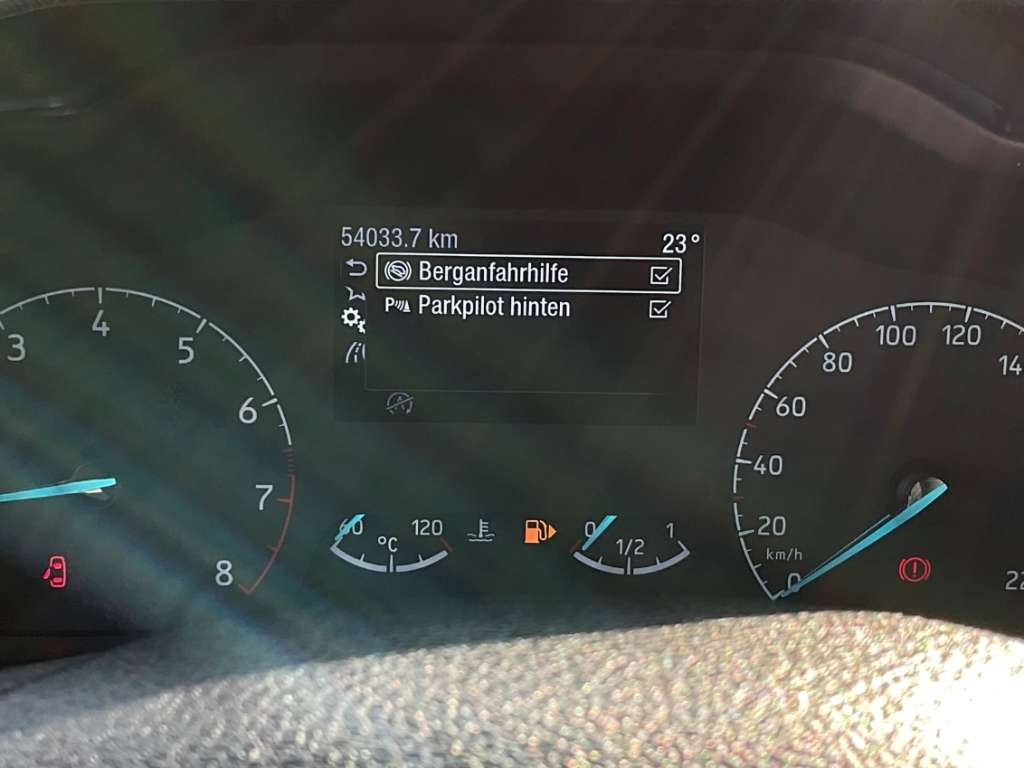 54033.7 km 23°
Berganfahrhilfe
P Parkpilot hinten
A
3 4 5 6 7 8
60 120
°C
0 1/2 1
0 20 40 60 80 100 120
km/h